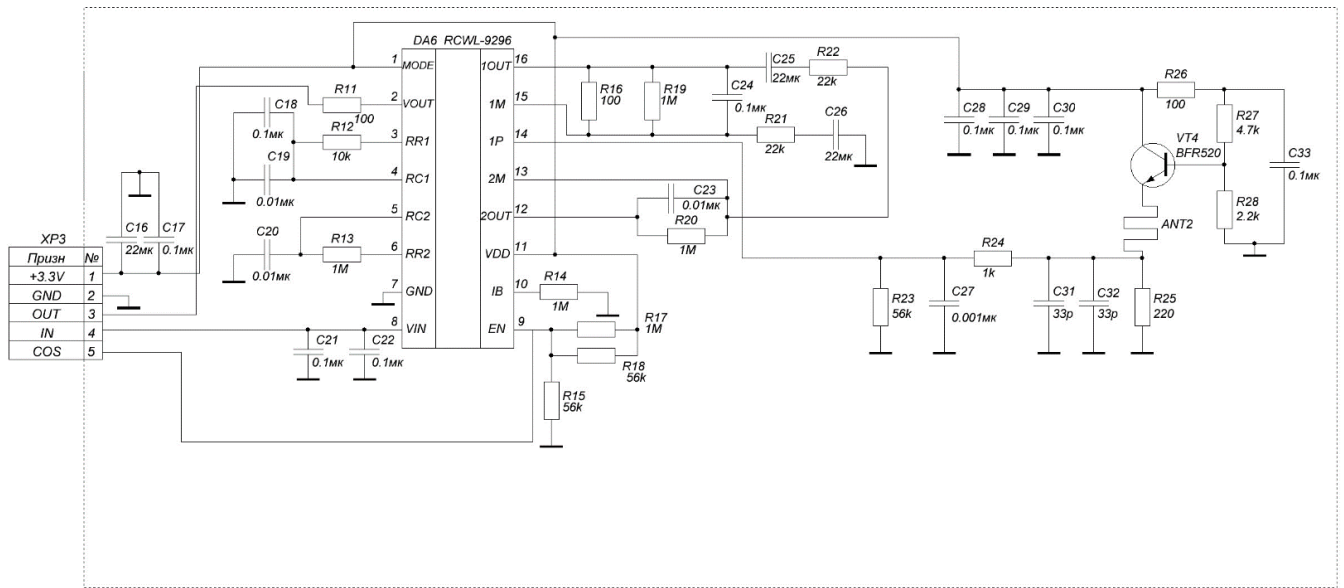 DA6 RCWL-9296
1 MODE 1OUT 16
2 VOUT 1M 15
3 RR1 1P 14
4 RC1 2M 13
5 RC2 2OUT 12
6 RR2 VDD 11
7 GND IB 10
8 VIN EN 9
XP3
Призн №
+3.3V 1
GND 2
OUT 3
IN 4
COS 5
C16
22мк
C17
0.1мк
C18
0.1мк
C19
0.01мк
C20
0.01мк
R11
100
R12
10k
R13
1M
C21
0.1мк
C22
0.1мк
R14
1M
R15
56k
R17
1M
R18
56k
R16
100
R19
1M
C24
0.1мк
C25
22мк
R22
22k
R21
22k
C26
22мк
C23
0.01мк
R20
1M
C28
0.1мк
C29
0.1мк
C30
0.1мк
R26
100
R27
4.7k
VT4
BFR520
C33
0.1мк
R28
2.2k
ANT2
R23
56k
C27
0.001мк
R24
1k
C31
33p
C32
33p
R25
220